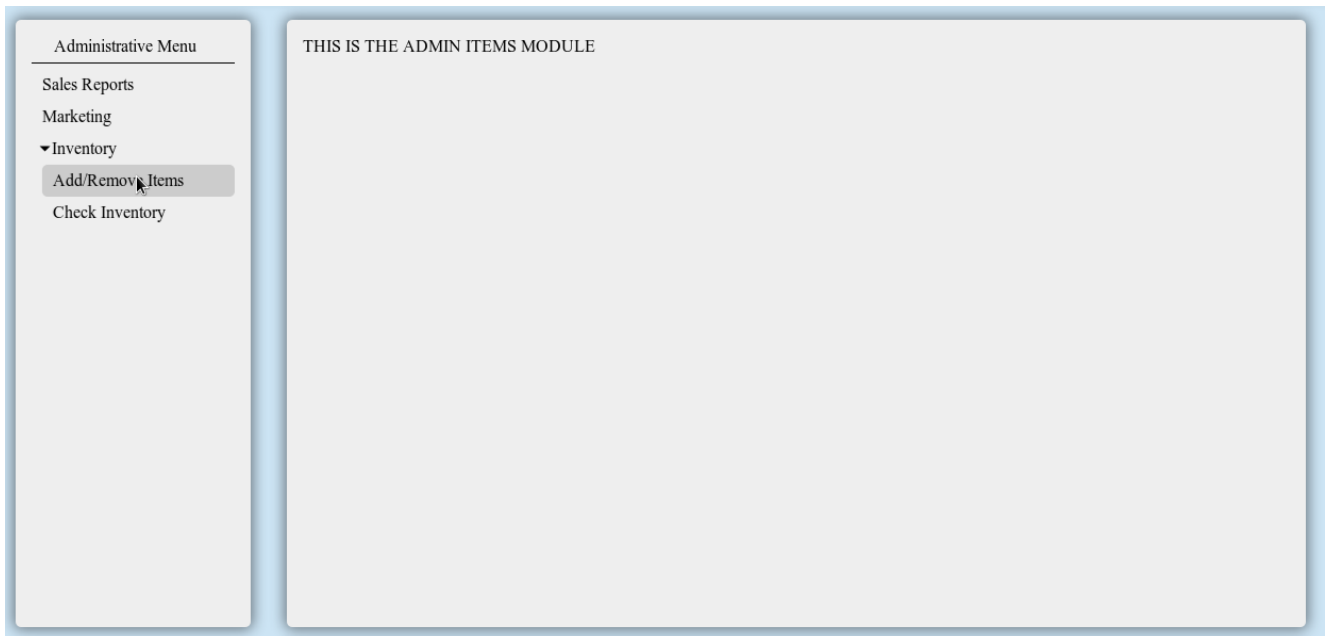 Administrative Menu
Sales Reports
Marketing
Inventory
Add/Remove Items
Check Inventory
THIS IS THE ADMIN ITEMS MODULE